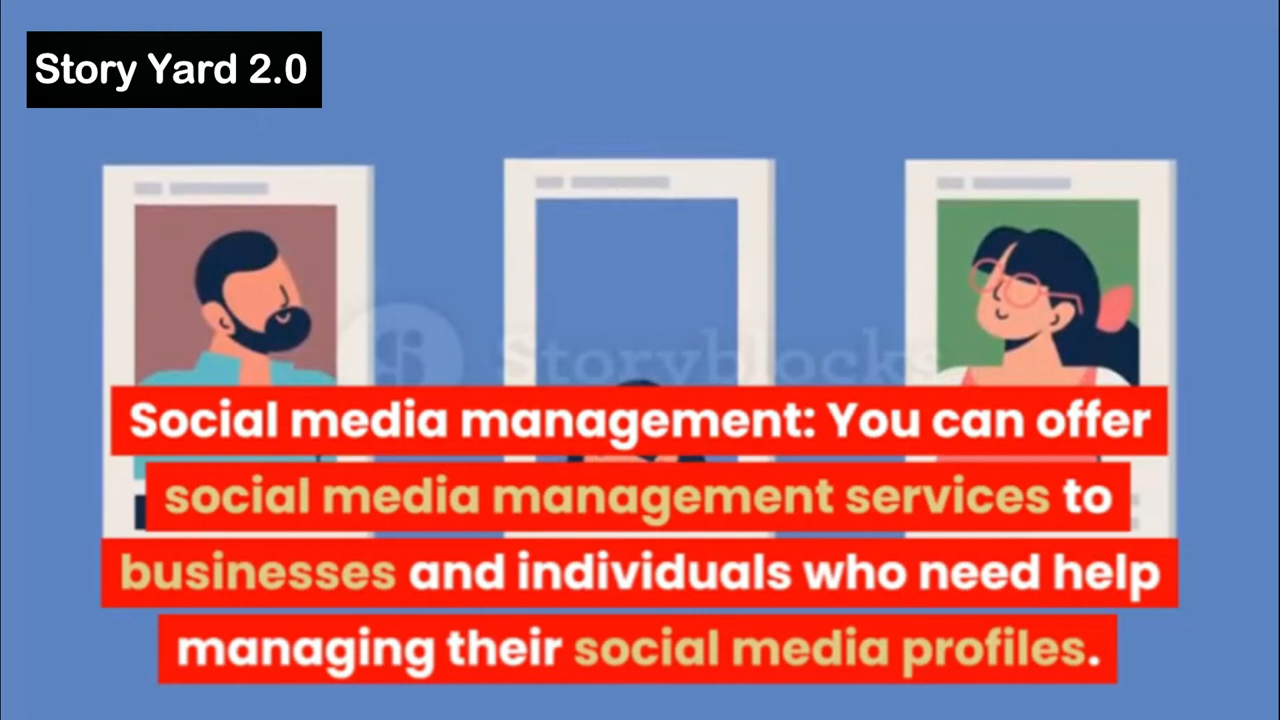 Story Yard 2.0
Storyblocks
Social media management: You can offer
social media management services to
businesses and individuals who need help
managing their social media profiles.